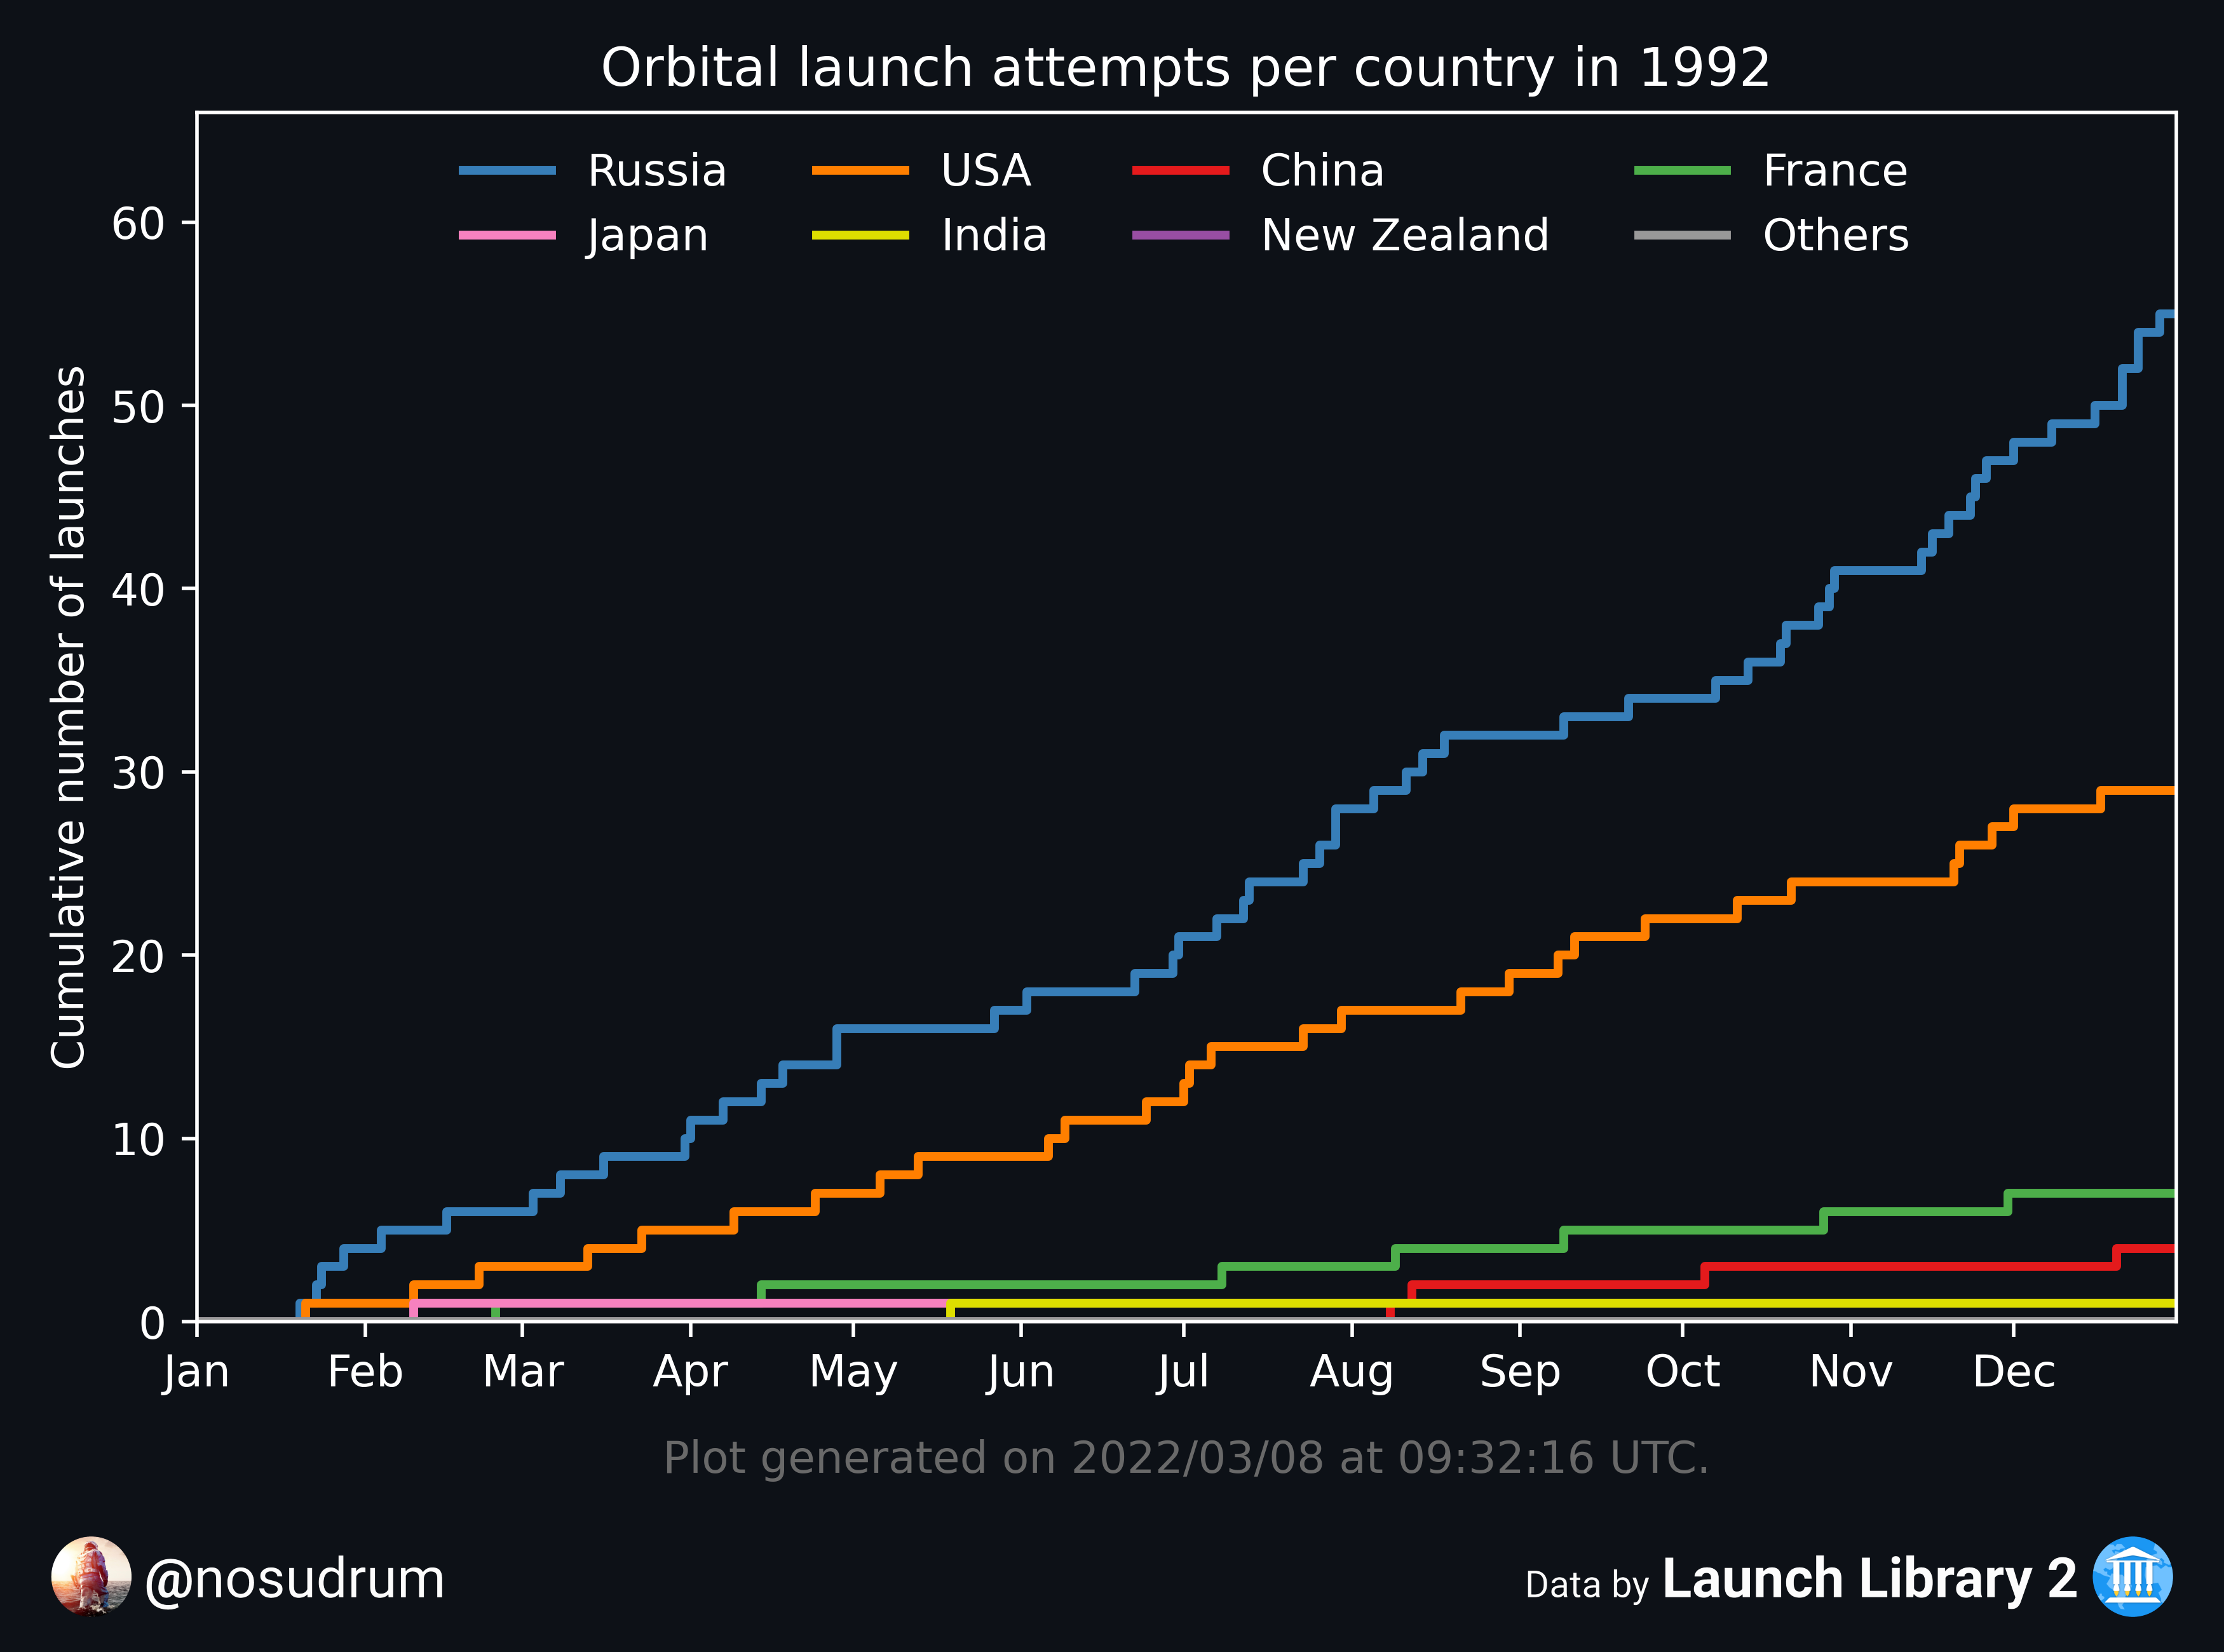 Orbital launch attempts per country in 1992
Russia USA China France
Japan India New Zealand Others
Cumulative number of launches
60
50
40
30
20
10
0
Jan Feb Mar Apr May Jun Jul Aug Sep Oct Nov Dec
Plot generated on 2022/03/08 at 09:32:16 UTC.
@nosudrum
Data by Launch Library 2